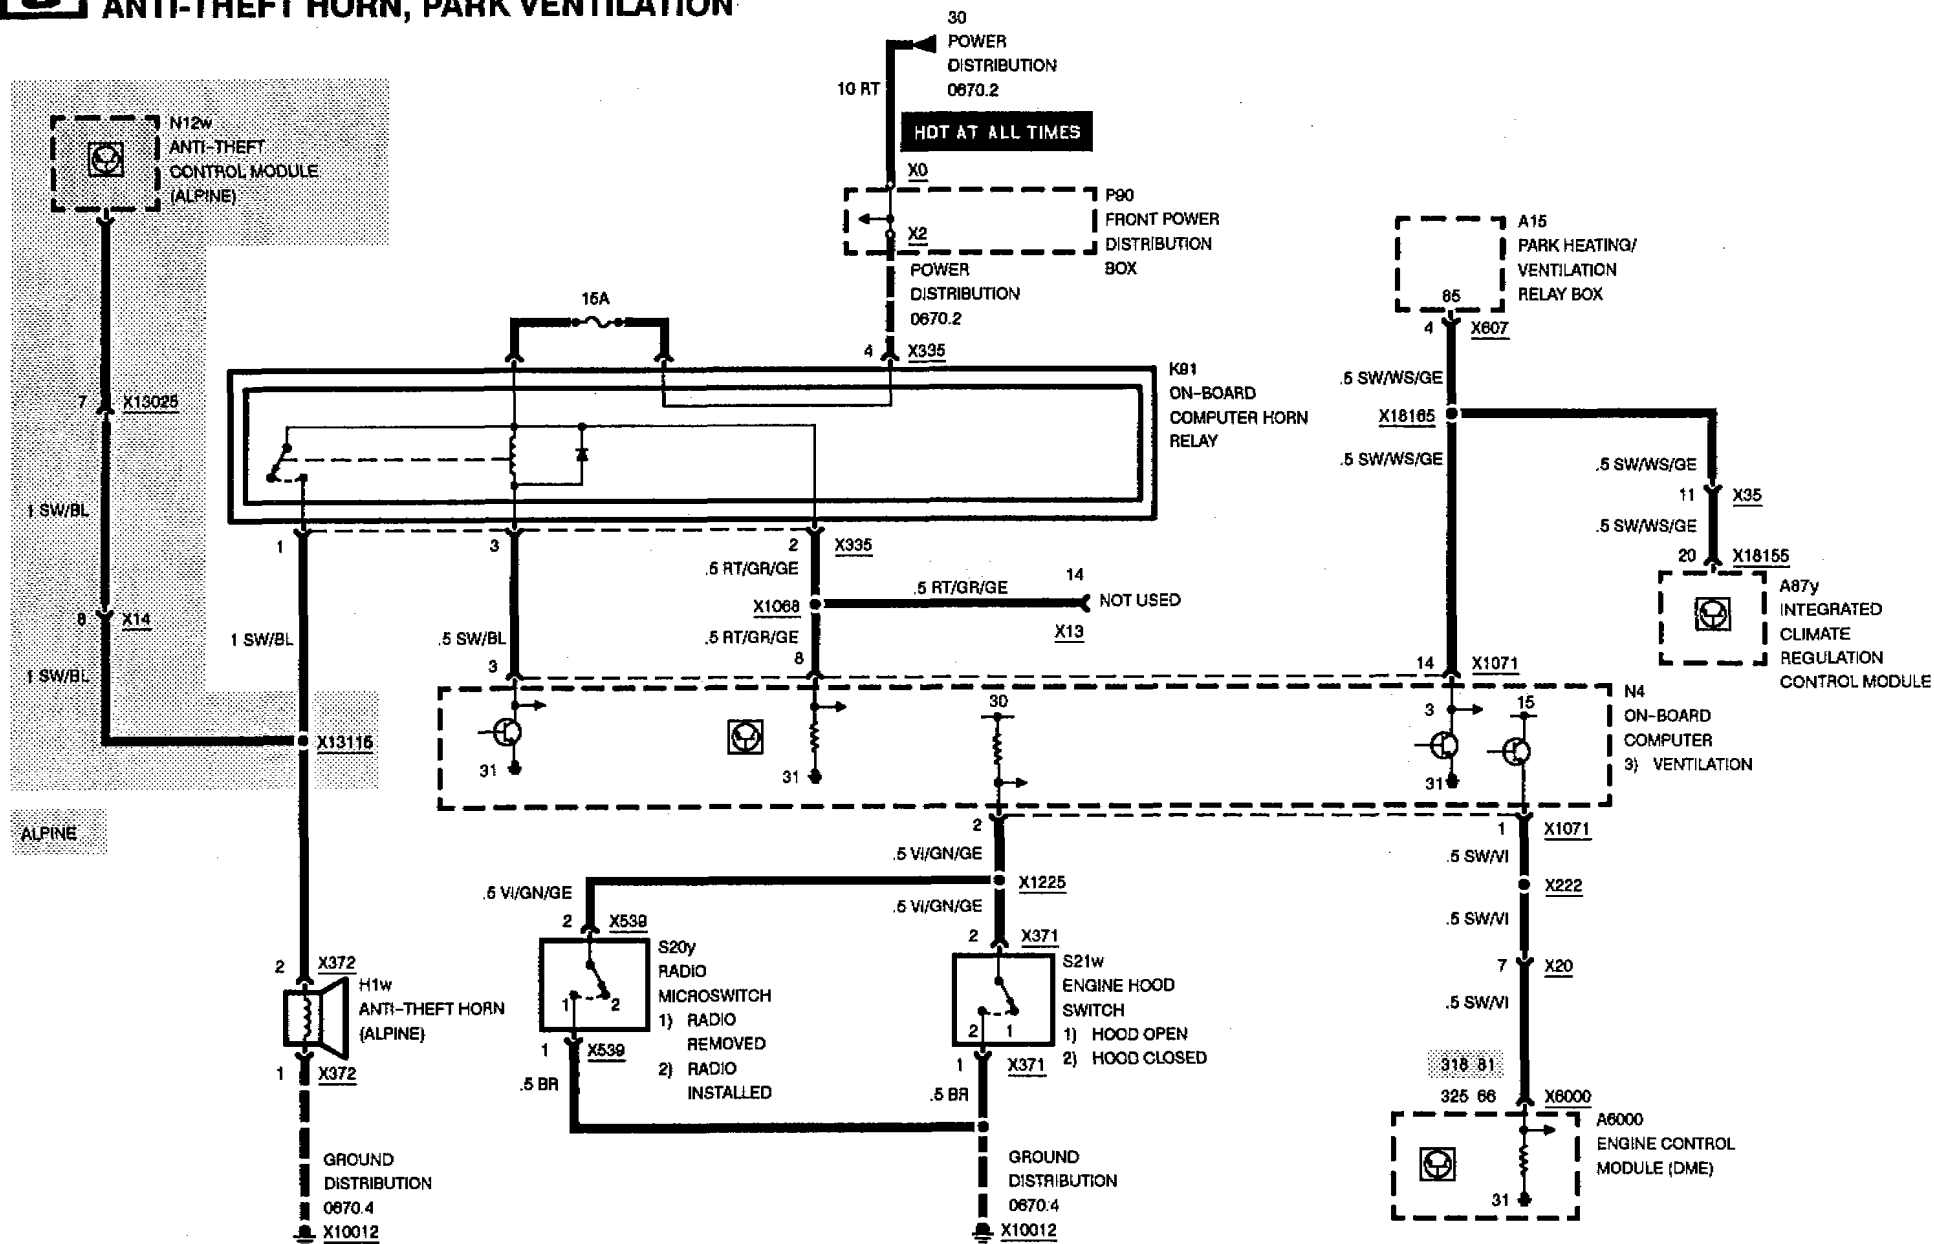 ANTI-THEFT HORN, PARK VENTILATION
30
POWER
DISTRIBUTION
0670.2
10 RT
HOT AT ALL TIMES
X0
P90
FRONT POWER
DISTRIBUTION
BOX
X2
POWER
DISTRIBUTION
0670.2
N12w
ANTI-THEFT
CONTROL MODULE
(ALPINE)
A15
PARK HEATING/
VENTILATION
RELAY BOX
85
4 X607
15A
4 X335
K91
ON-BOARD
COMPUTER HORN
RELAY
.5 SW/WS/GE
X18165
.5 SW/WS/GE
.5 SW/WS/GE
11 X35
.5 SW/WS/GE
20 X18155
A87y
INTEGRATED
CLIMATE
REGULATION
CONTROL MODULE
7 X13025
1 SW/BL
8 X14
1 SW/BL
X13116
ALPINE
1 3 2 X335
1 SW/BL
.5 SW/BL
.5 RT/GR/GE
X1068
.5 RT/GR/GE
14
NOT USED
X13
.5 RT/GR/GE
3 8 14 X1071
31
31
30
3
31
15
N4
ON-BOARD
COMPUTER
3) VENTILATION
2 1 X1071
.5 VI/GN/GE
X1225
.5 VI/GN/GE
.5 VI/GN/GE
.5 SW/VI
X222
.5 SW/VI
7 X20
.5 SW/VI
2 X539
S20y
RADIO
MICROSWITCH
1) RADIO
REMOVED
2) RADIO
INSTALLED
1 2
1 X539
.5 BR
2 X371
S21w
ENGINE HOOD
SWITCH
1) HOOD OPEN
2) HOOD CLOSED
2 1
1 X371
.5 BR
2 X372
H1w
ANTI-THEFT HORN
(ALPINE)
1 X372
318 81
325 66 X6000
A6000
ENGINE CONTROL
MODULE (DME)
31
GROUND
DISTRIBUTION
0670.4
X10012
GROUND
DISTRIBUTION
0670.4
X10012